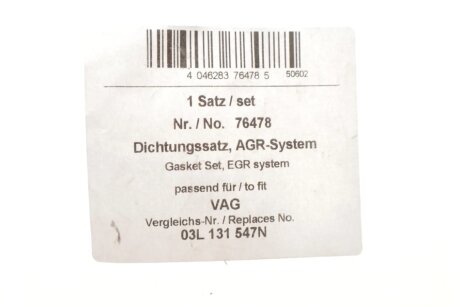 4 046283 76478 5 50602
1 Satz / set
Nr. / No. 76478
Dichtungssatz, AGR-System
Gasket Set, EGR system
passend für / to fit
VAG
Vergleichs-Nr. / Replaces No.
03L 131 547N